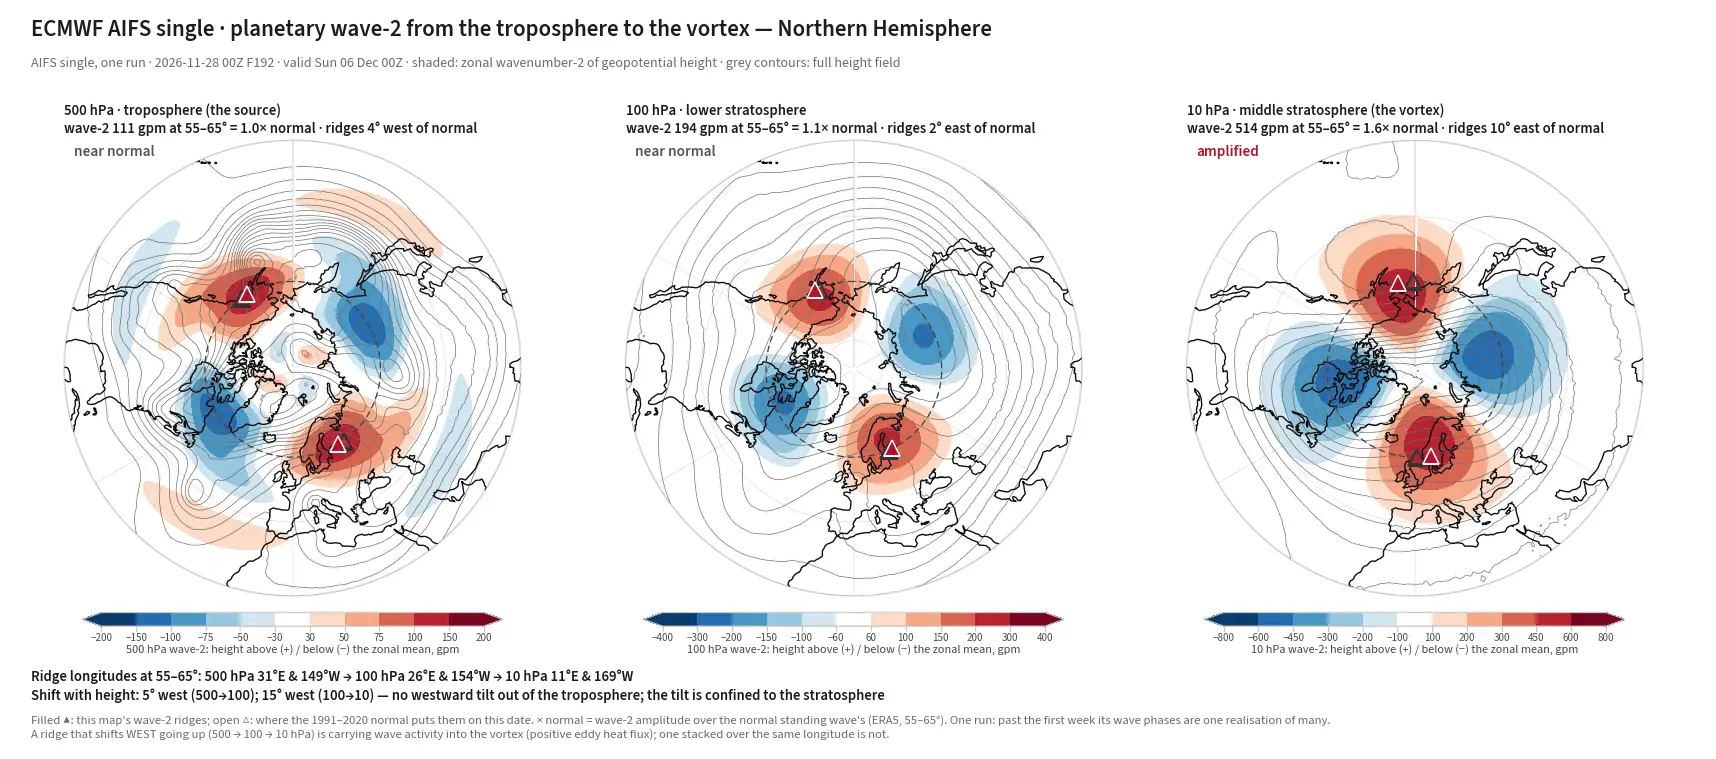 ECMWF AIFS single · planetary wave-2 from the troposphere to the vortex — Northern Hemisphere
AIFS single, one run · 2026-11-28 00Z F192 · valid Sun 06 Dec 00Z · shaded: zonal wavenumber-2 of geopotential height · grey contours: full height field
500 hPa · troposphere (the source)
wave-2 111 gpm at 55–65° = 1.0× normal · ridges 4° west of normal
near normal
100 hPa · lower stratosphere
wave-2 194 gpm at 55–65° = 1.1× normal · ridges 2° east of normal
near normal
10 hPa · middle stratosphere (the vortex)
wave-2 514 gpm at 55–65° = 1.6× normal · ridges 10° east of normal
amplified
−200 −150 −100 −75 −50 −30 30 50 75 100 150 200
500 hPa wave-2: height above (+) / below (−) the zonal mean, gpm
−400 −300 −200 −150 −100 −60 60 100 150 200 300 400
100 hPa wave-2: height above (+) / below (−) the zonal mean, gpm
−800 −600 −450 −300 −200 −100 100 200 300 450 600 800
10 hPa wave-2: height above (+) / below (−) the zonal mean, gpm
Ridge longitudes at 55–65°: 500 hPa 31°E & 149°W → 100 hPa 26°E & 154°W → 10 hPa 11°E & 169°W
Shift with height: 5° west (500→100); 15° west (100→10) — no westward tilt out of the troposphere; the tilt is confined to the stratosphere
Filled ▲: this map's wave-2 ridges; open △: where the 1991–2020 normal puts them on this date. × normal = wave-2 amplitude over the normal standing wave's (ERA5, 55–65°). One run: past the first week its wave phases are one realisation of many.
A ridge that shifts WEST going up (500 → 100 → 10 hPa) is carrying wave activity into the vortex (positive eddy heat flux); one stacked over the same longitude is not.